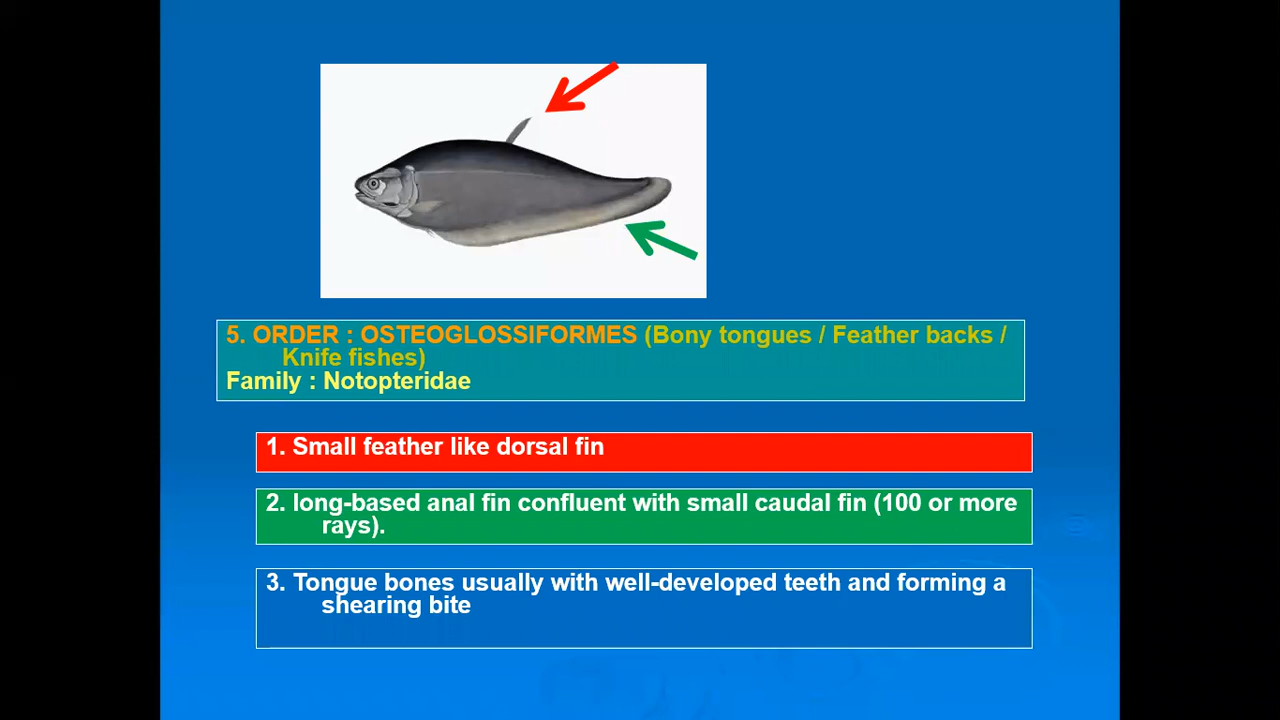 5. ORDER : OSTEOGLOSSIFORMES (Bony tongues / Feather backs /
Knife fishes)
Family : Notopteridae
1. Small feather like dorsal fin
2. long-based anal fin confluent with small caudal fin (100 or more
rays).
3. Tongue bones usually with well-developed teeth and forming a
shearing bite